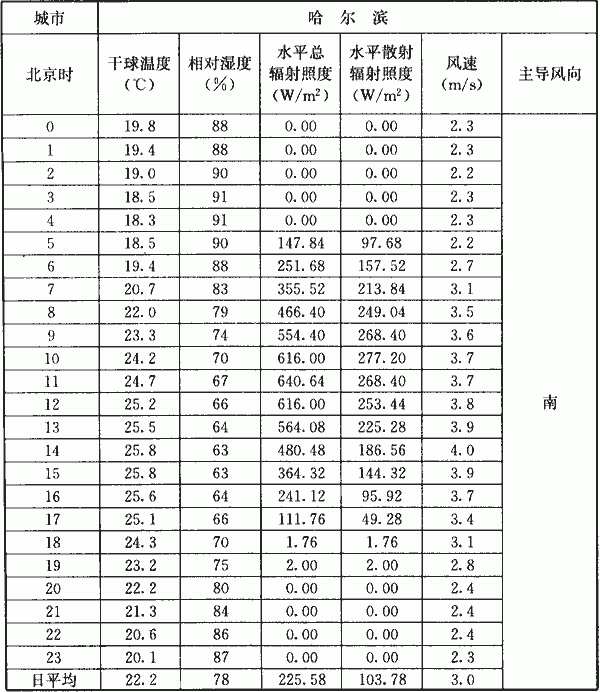 城市 哈尔滨
北京时 干球温度(℃) 相对湿度(%) 水平总辐射照度(W/m²) 水平散射辐射照度(W/m²) 风速(m/s) 主导风向
0 19.8 88 0.00 0.00 2.3
1 19.4 88 0.00 0.00 2.3
2 19.0 90 0.00 0.00 2.2
3 18.5 91 0.00 0.00 2.3
4 18.3 91 0.00 0.00 2.3
5 18.5 90 147.84 97.68 2.2
6 19.4 88 251.68 157.52 2.7
7 20.7 83 355.52 213.84 3.1
8 22.0 79 466.40 249.04 3.5
9 23.3 74 554.40 268.40 3.6
10 24.2 70 616.00 277.20 3.7
11 24.7 67 640.64 268.40 3.7
12 25.2 66 616.00 253.44 3.8 南
13 25.5 64 564.08 225.28 3.9
14 25.8 63 480.48 186.56 4.0
15 25.8 63 364.32 144.32 3.9
16 25.6 64 241.12 95.92 3.7
17 25.1 66 111.76 49.28 3.4
18 24.3 70 1.76 1.76 3.1
19 23.2 75 2.00 2.00 2.8
20 22.2 80 0.00 0.00 2.4
21 21.3 84 0.00 0.00 2.4
22 20.6 86 0.00 0.00 2.4
23 20.1 87 0.00 0.00 2.3
日平均 22.2 78 225.58 103.78 3.0